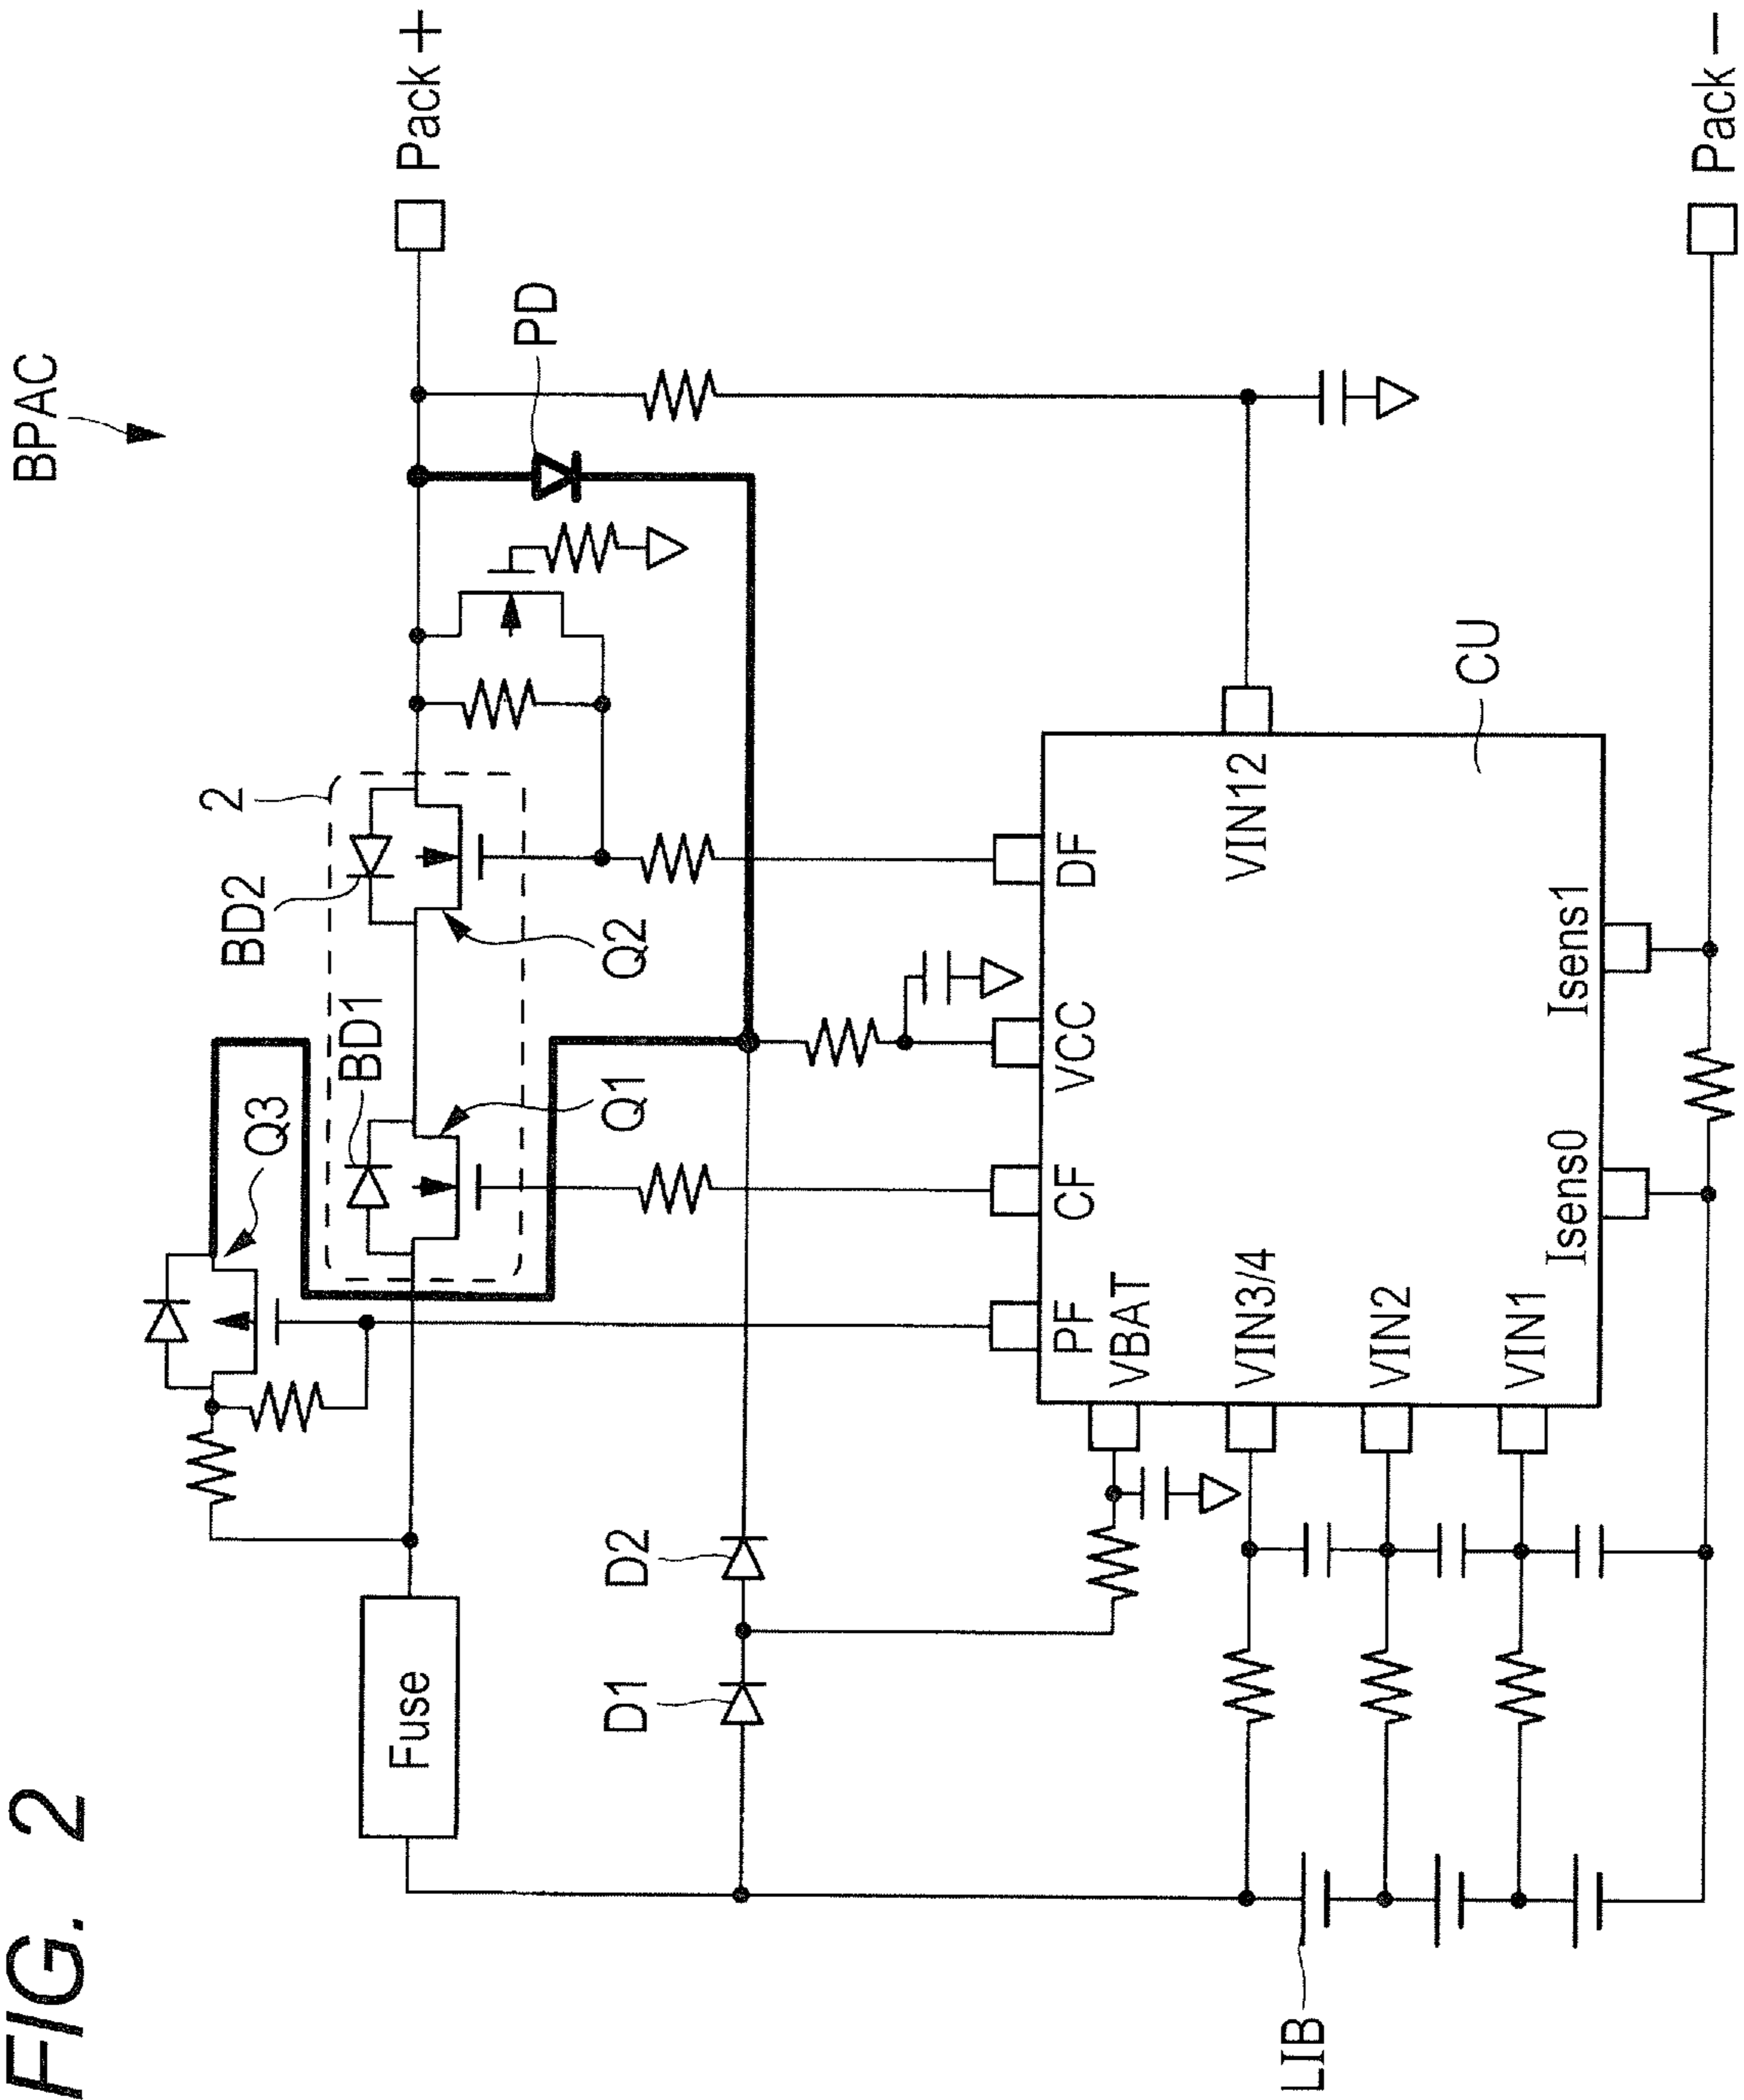 FIG. 2
BPAC
Pack +
Pack −
PD
2
BD2
BD1
Q3
Q2
Q1
Fuse
D1
D2
PF
CF
VCC
DF
VBAT
VIN3/4
VIN2
VIN1
VIN12
Isens0
Isens1
CU
LIB